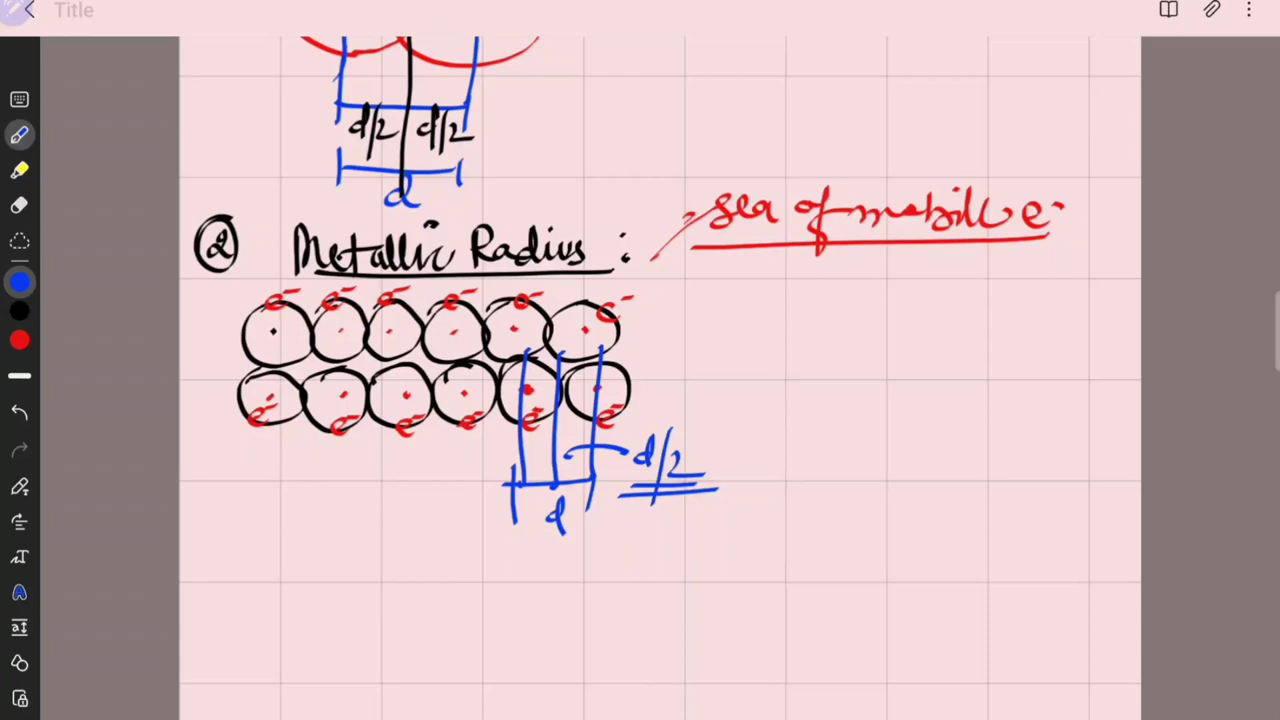 Title
d/2 d/2
d
sea of mobile e-
② Metallic Radius :
e- e- e- e- e- e-
e- e- e- e- e- e-
d/2
d